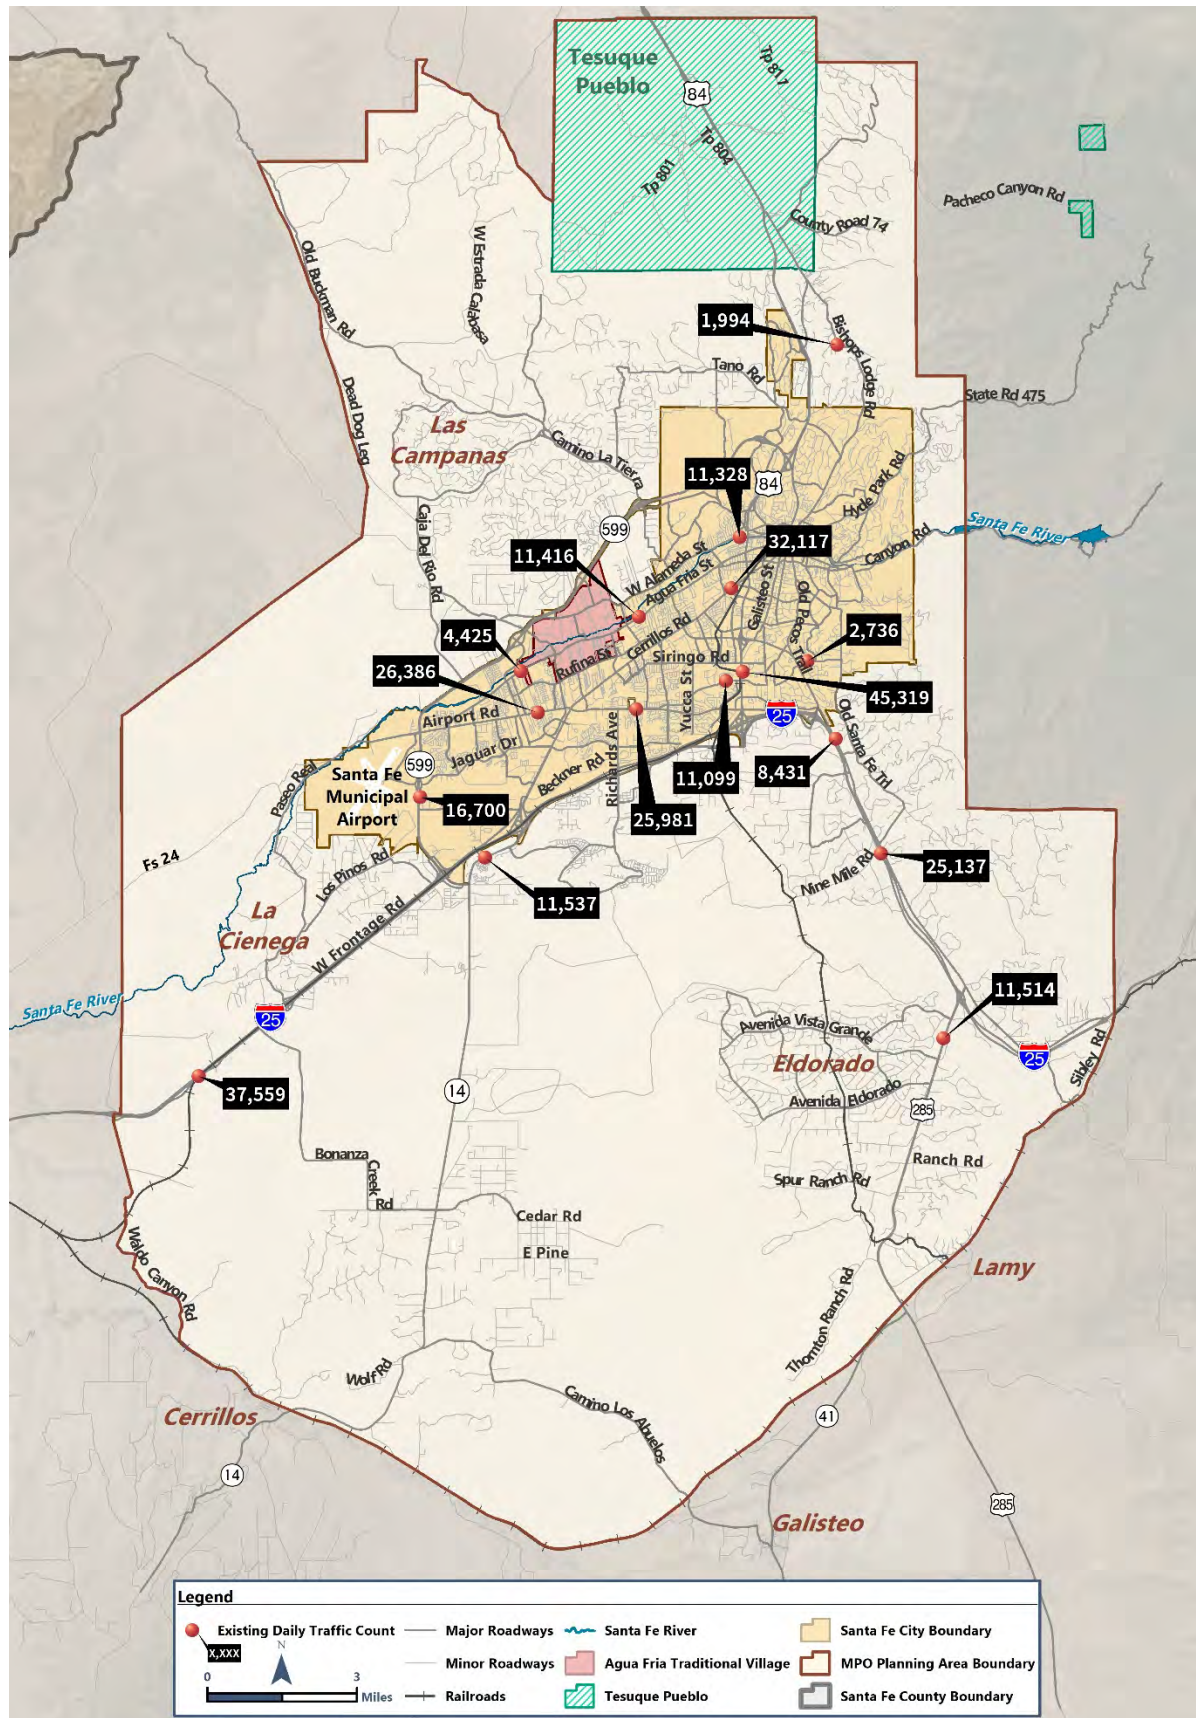 Tesuque
Pueblo
Tp 817
84
Tp 804
Tp 801
Pacheco Canyon Rd
County Road 74
W Estrada Calabasa
Old Buckman Rd
1,994
Bishops Lodge Rd
Tano Rd
State Rd 475
Dead Dog Leg
Las
Campanas
Camino La Tierra
11,328
84
Hyde Park Rd
599
Caja Del Rio Rd
Santa Fe River
32,117
11,416
Canyon Rd
W Alameda St
Agua Fria St
Galisteo St
Old Pecos Trail
Cerrillos Rd
4,425
2,736
Siringo Rd
Rufina St
26,386
45,319
Yucca St
Airport Rd
25
Old Santa Fe Trl
Richards Ave
Jaguar Dr
Beckner Rd
11,099
8,431
Paseo Real
599
Santa Fe
Municipal
Airport
16,700
25,981
Fs 24
Los Pinos Rd
Nine Mile Rd
25,137
11,537
La
Cienega
W Frontage Rd
Santa Fe River
11,514
25
Avenida Vista Grande
25
Sibley Rd
Eldorado
37,559
14
Avenida Eldorado
285
Bonanza
Creek
Rd
Ranch Rd
Spur Ranch Rd
Cedar Rd
E Pine
Waldo Canyon Rd
Lamy
Thornton Ranch Rd
Wolf Rd
Camino Los Abuelos
Cerrillos
41
14
285
Galisteo
Legend
Existing Daily Traffic Count
X,XXX
Major Roadways
Santa Fe River
Santa Fe City Boundary
N
Minor Roadways
Agua Fria Traditional Village
MPO Planning Area Boundary
0 3
Miles
Railroads
Tesuque Pueblo
Santa Fe County Boundary